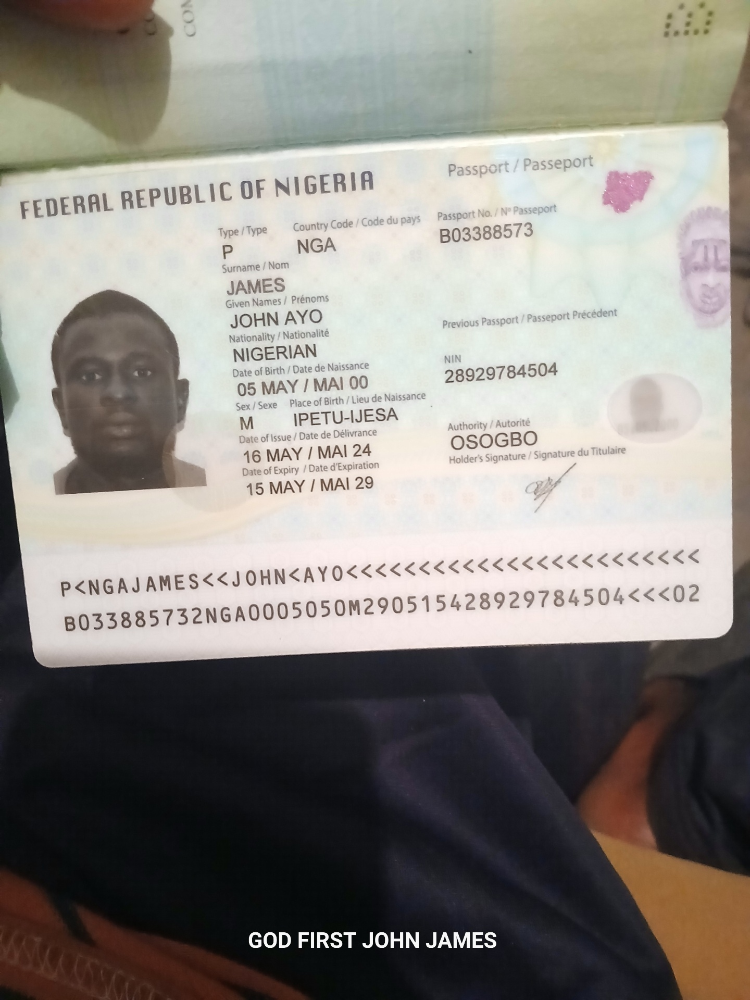 FEDERAL REPUBLIC OF NIGERIA
Passport / Passeport
Type / Type
Country Code / Code du pays
Passport No. / Nº Passeport
P
NGA
B03388573
Surname / Nom
JAMES
Given Names / Prénoms
JOHN AYO
Previous Passport / Passeport Précédent
Nationality / Nationalité
NIGERIAN
NIN
28929784504
Date of Birth / Date de Naissance
05 MAY / MAI 00
Sex / Sexe
Place of Birth / Lieu de Naissance
M
IPETU-IJESA
Authority / Autorité
OSOGBO
Date of Issue / Date de Délivrance
16 MAY / MAI 24
Holder's Signature / Signature du Titulaire
Date of Expiry / Date d'Expiration
15 MAY / MAI 29
P<NGAJAMES<<JOHN<AYO<<<<<<<<<<<<<<<<<<<<<<<<
B033885732NGA0005050M290515428929784504<<<02
GOD FIRST JOHN JAMES